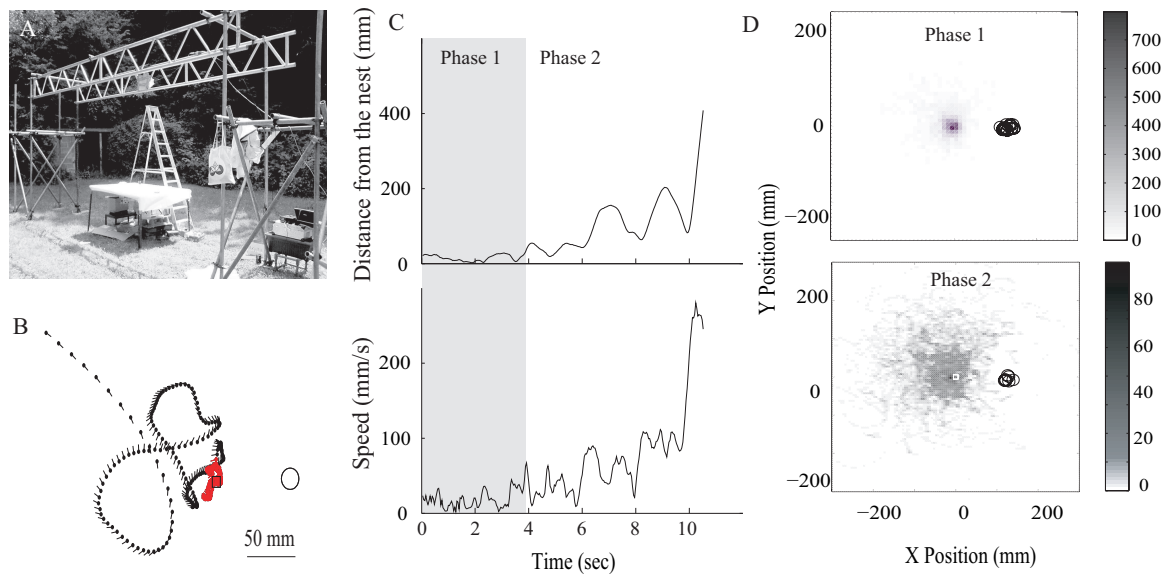 A
B
50 mm
C
Distance from the nest (mm)
Phase 1
Phase 2
400
200
0
Speed (mm/s)
200
100
0
0
2
4
6
8
10
Time (sec)
D
Y Position (mm)
Phase 1
200
0
−200
700
600
500
400
300
200
100
0
Phase 2
200
0
−200
80
60
40
20
0
−200
0
200
X Position (mm)